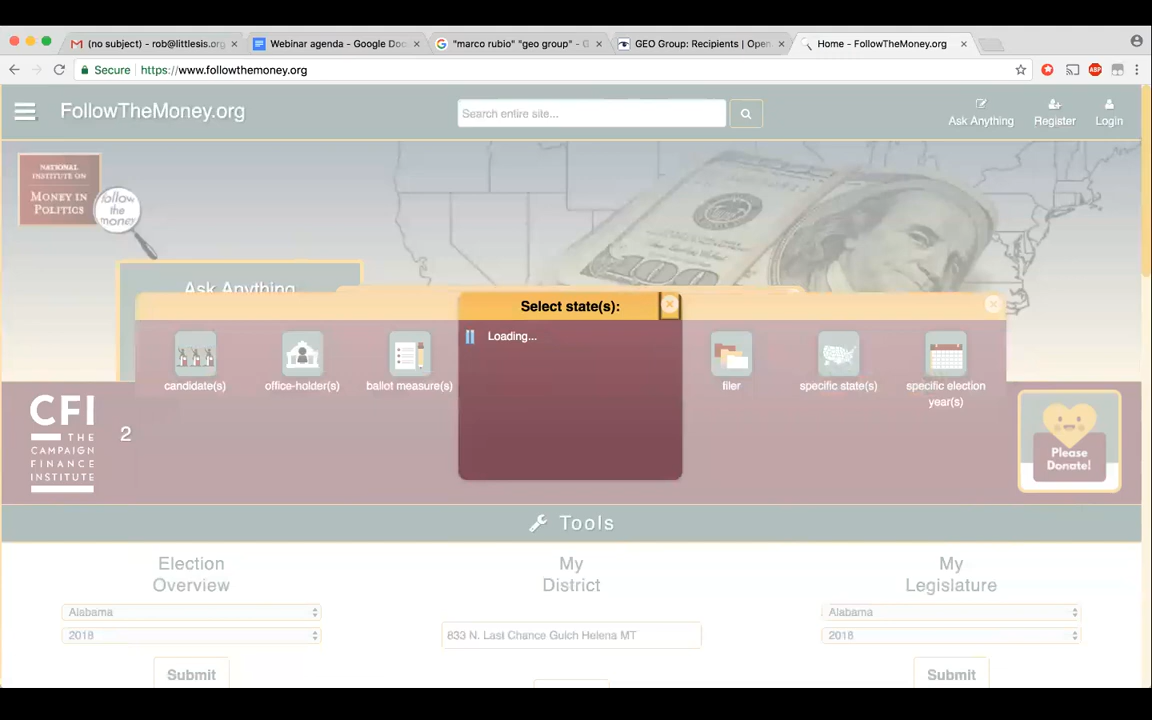 (no subject) - rob@littlesis.org
Webinar agenda - Google Doc
"marco rubio" "geo group" - G
GEO Group: Recipients | Open
Home - FollowTheMoney.org
Secure
https://www.followthemoney.org
ABP
FollowTheMoney.org
Search entire site...
Ask Anything
Register
Login
NATIONAL
INSTITUTE ON
MONEY IN
POLITICS
follow
the
money
100
Ask Anything
Select state(s):
Loading...
candidate(s)
office-holder(s)
ballot measure(s)
filer
specific state(s)
specific election
year(s)
CFI
THE
CAMPAIGN
FINANCE
INSTITUTE
2
Please
Donate!
Tools
Election
Overview
Alabama
2018
Submit
My
District
833 N. Last Chance Gulch Helena MT
My
Legislature
Alabama
2018
Submit